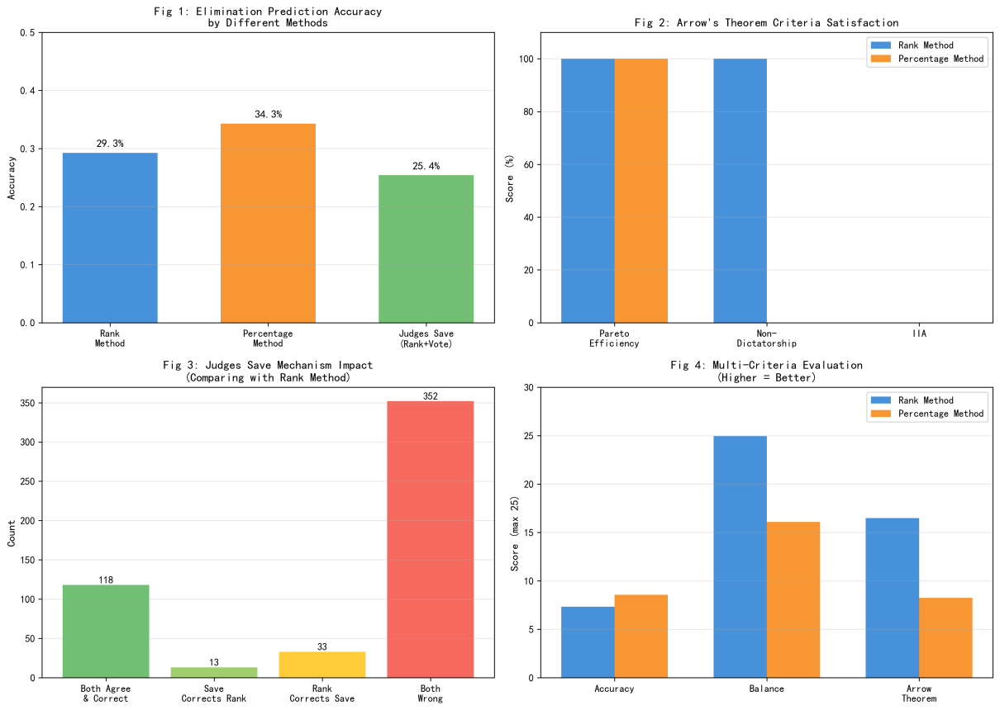 Fig 1: Elimination Prediction Accuracy
by Different Methods
Accuracy
0.5
0.4
0.3
0.2
0.1
0.0
29.3%
34.3%
25.4%
Rank
Method
Percentage
Method
Judges Save
(Rank+Vote)
Fig 2: Arrow's Theorem Criteria Satisfaction
Score (%)
100
80
60
40
20
0
Rank Method
Percentage Method
Pareto
Efficiency
Non-
Dictatorship
IIA
Fig 3: Judges Save Mechanism Impact
(Comparing with Rank Method)
Count
350
300
250
200
150
100
50
0
118
13
33
352
Both Agree
& Correct
Save
Corrects Rank
Rank
Corrects Save
Both
Wrong
Fig 4: Multi-Criteria Evaluation
(Higher = Better)
Score (max 25)
30
25
20
15
10
5
0
Rank Method
Percentage Method
Accuracy
Balance
Arrow
Theorem